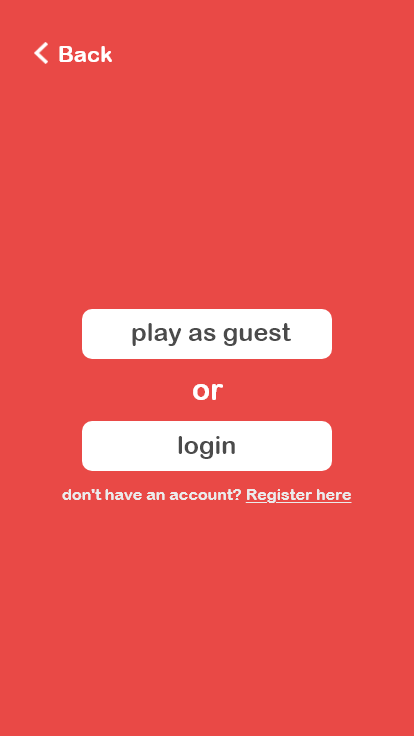 Back
play as guest
or
login
don't have an account? Register here